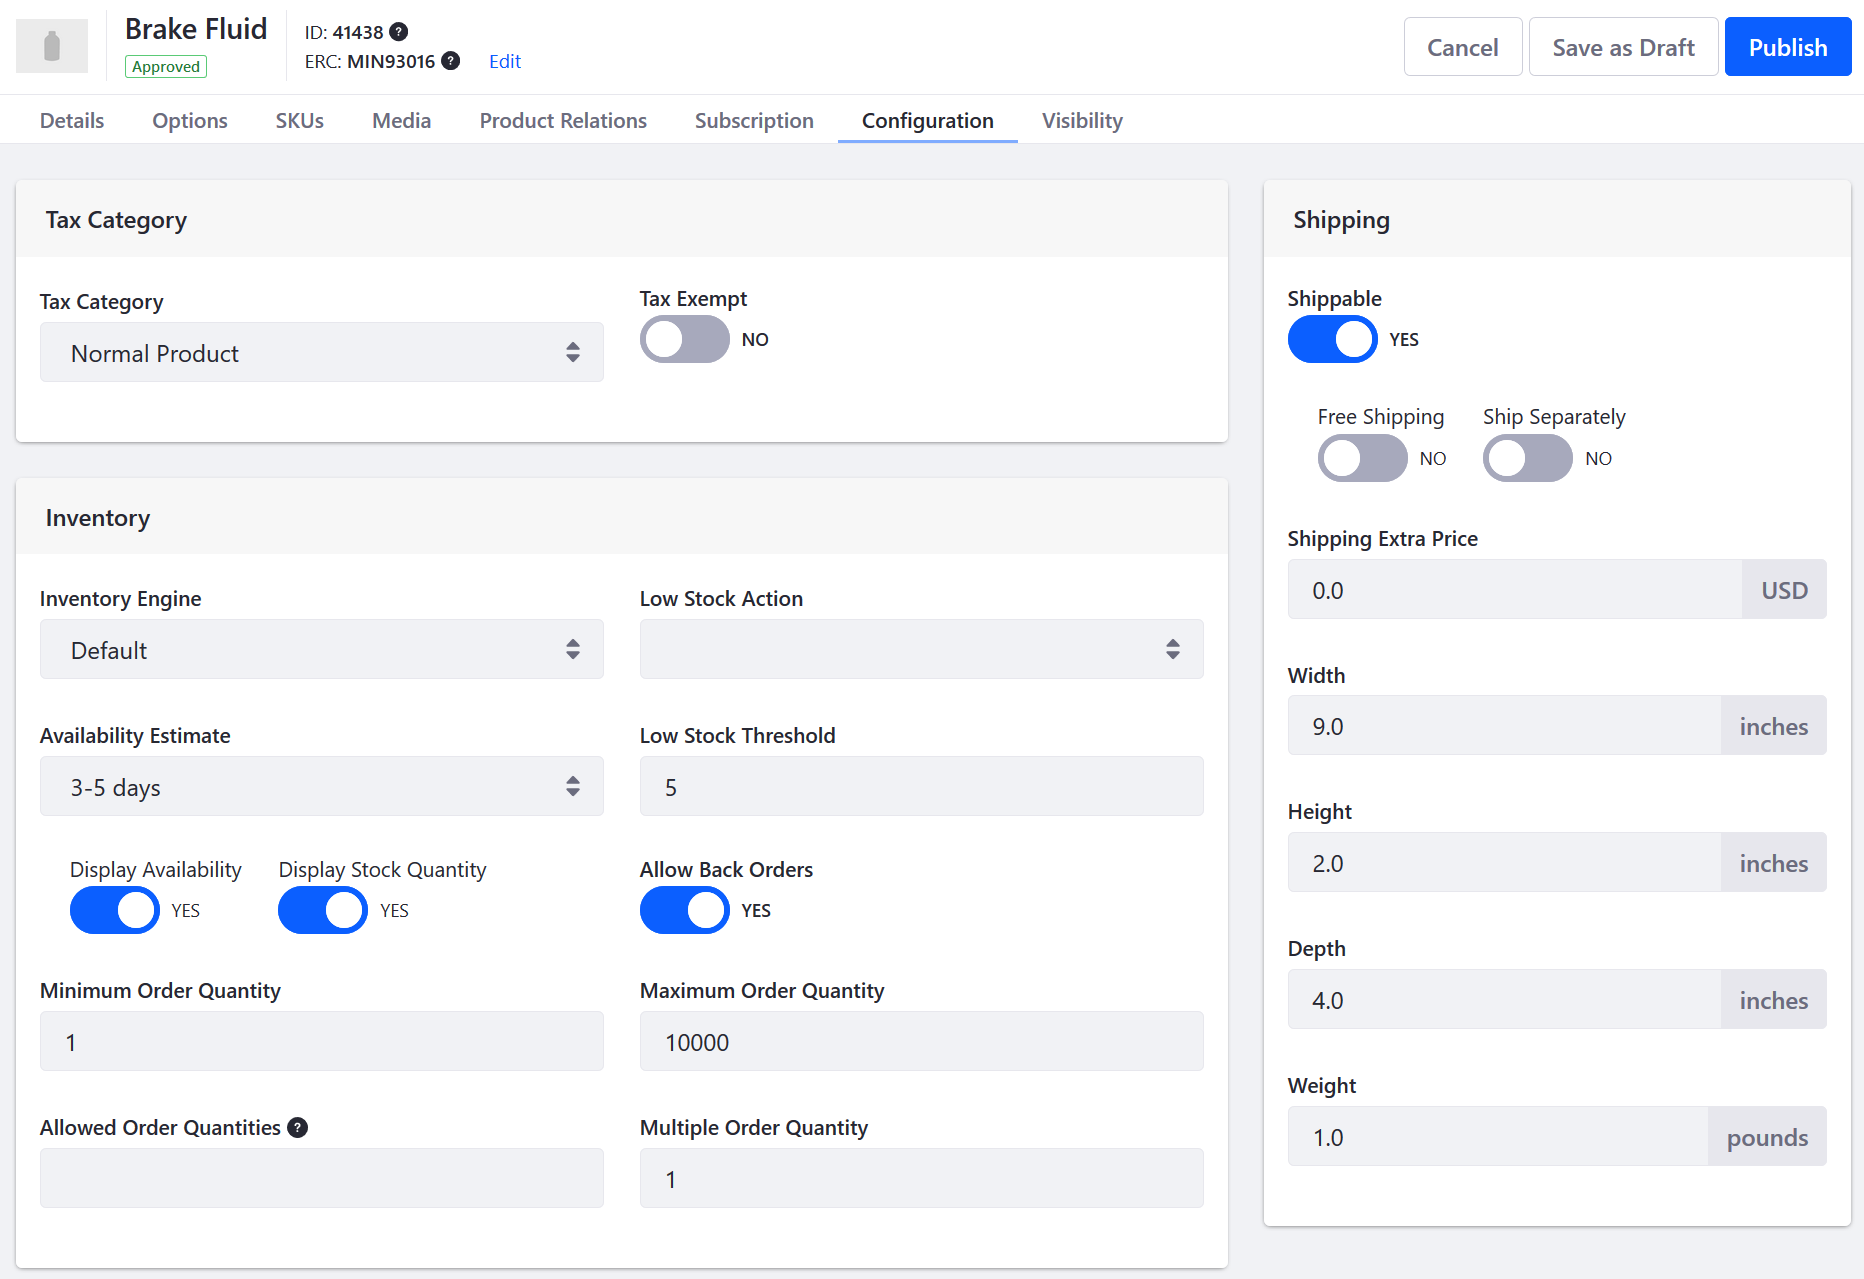 Brake Fluid
Approved
ID: 41438 ?
ERC: MIN93016 ? Edit
Cancel
Save as Draft
Publish
Details Options SKUs Media Product Relations Subscription Configuration Visibility
Tax Category
Tax Category
Normal Product
Tax Exempt
NO
Inventory
Inventory Engine
Default
Low Stock Action
Availability Estimate
3-5 days
Low Stock Threshold
5
Display Availability
YES
Display Stock Quantity
YES
Allow Back Orders
YES
Minimum Order Quantity
1
Maximum Order Quantity
10000
Allowed Order Quantities ?
Multiple Order Quantity
1
Shipping
Shippable
YES
Free Shipping
NO
Ship Separately
NO
Shipping Extra Price
0.0 USD
Width
9.0 inches
Height
2.0 inches
Depth
4.0 inches
Weight
1.0 pounds